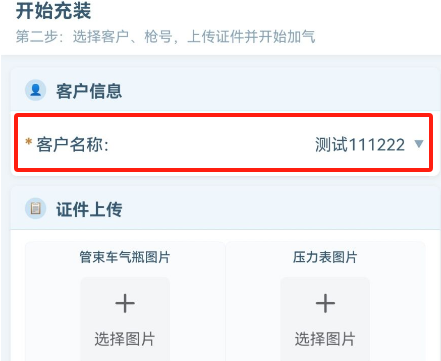 开始充装
第二步：选择客户、枪号，上传证件并开始加气
客户信息
* 客户名称： 测试111222
证件上传
管束车气瓶图片 压力表图片
选择图片 选择图片